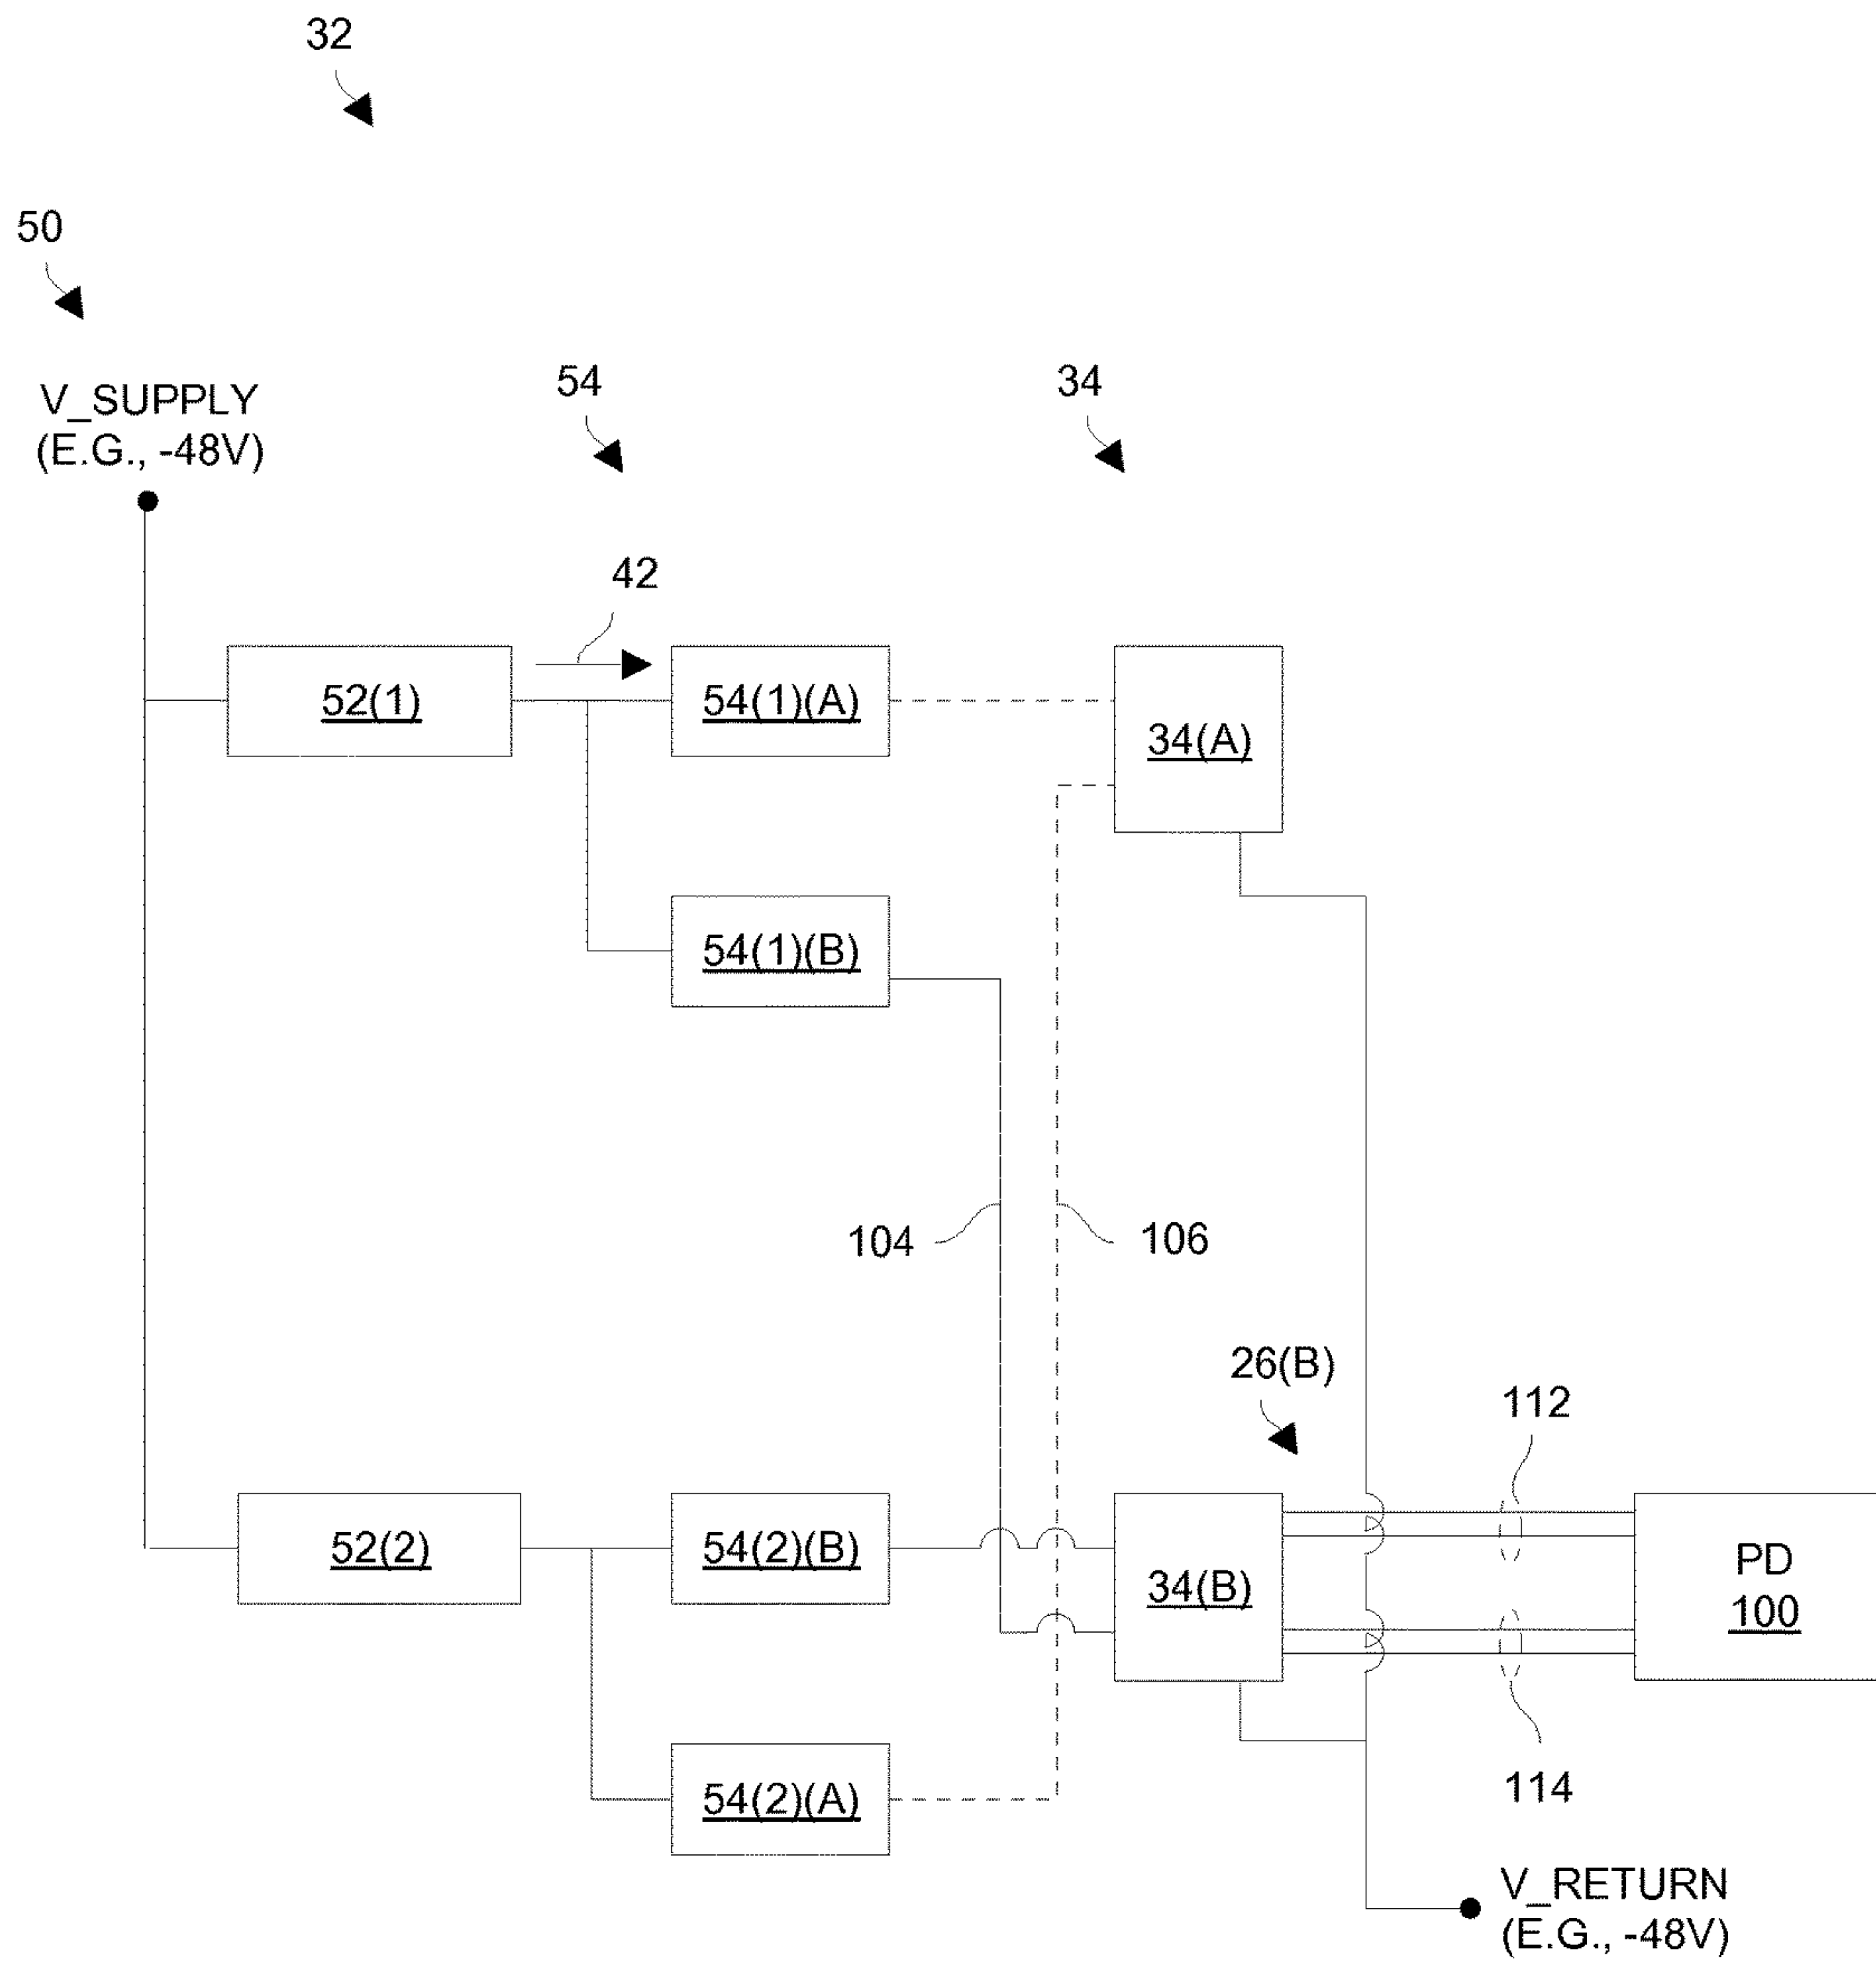 32
50
V_SUPPLY
(E.G., -48V)
54
34
42
52(1)
54(1)(A)
34(A)
54(1)(B)
104
106
26(B)
112
52(2)
54(2)(B)
34(B)
PD
100
54(2)(A)
114
V_RETURN
(E.G., -48V)